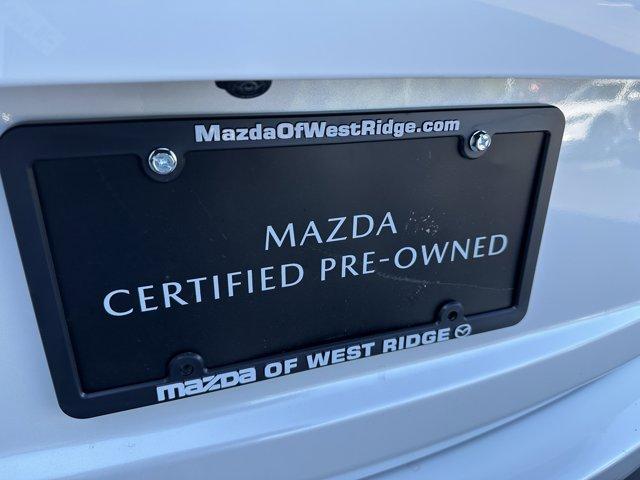 MazdaOfWestRidge.com
MAZDA
CERTIFIED PRE-OWNED
mazda OF WEST RIDGE